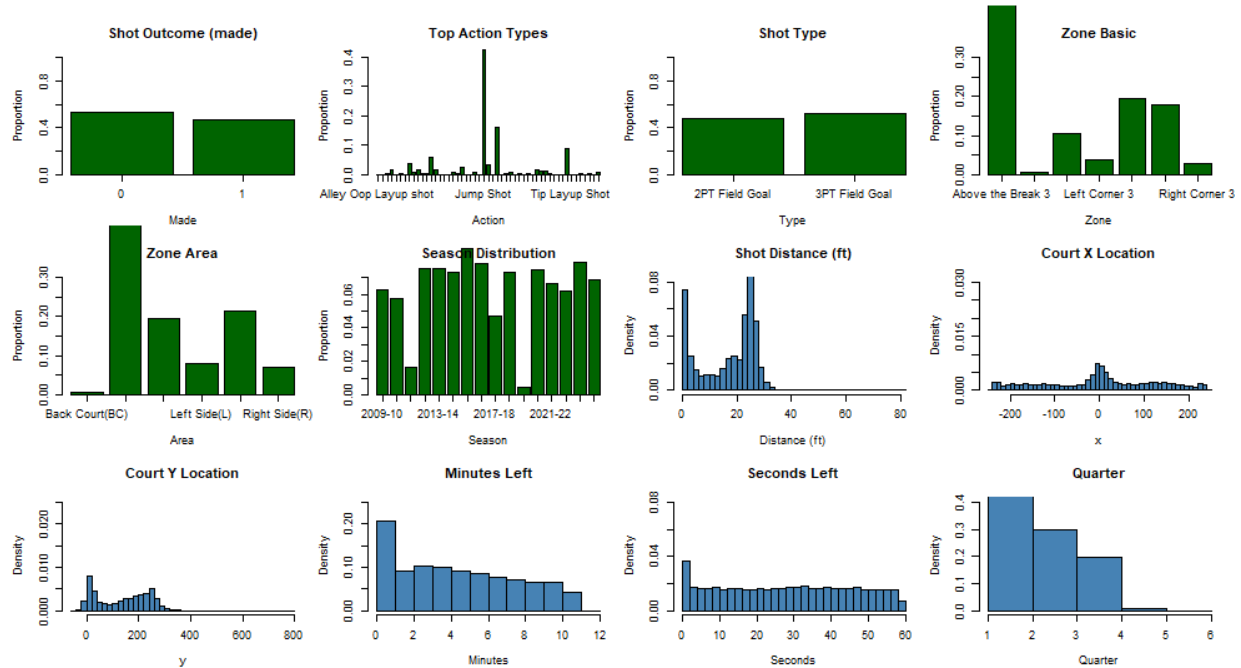 Shot Outcome (made)
Proportion
0.0 0.4 0.8
0 1
Made
Top Action Types
Proportion
0.0 0.1 0.2 0.3 0.4
Alley Oop Layup shot Jump Shot Tip Layup Shot
Action
Shot Type
Proportion
0.0 0.4 0.8
2PT Field Goal 3PT Field Goal
Type
Zone Basic
Proportion
0.00 0.10 0.20 0.30
Above the Break 3 Left Corner 3 Right Corner 3
Zone
Zone Area
Proportion
0.00 0.10 0.20 0.30
Back Court(BC) Left Side(L) Right Side(R)
Area
Season Distribution
Proportion
0.00 0.02 0.04 0.06
2009-10 2013-14 2017-18 2021-22
Season
Shot Distance (ft)
Density
0.00 0.04 0.08
0 20 40 60 80
Distance (ft)
Court X Location
Density
0.000 0.015 0.030
-200 -100 0 100 200
x
Court Y Location
Density
0.000 0.010 0.020
0 200 400 600 800
y
Minutes Left
Density
0.00 0.10 0.20
0 2 4 6 8 10 12
Minutes
Seconds Left
Density
0.00 0.04 0.08
0 10 20 30 40 50 60
Seconds
Quarter
Density
0.0 0.1 0.2 0.3 0.4
1 2 3 4 5 6
Quarter